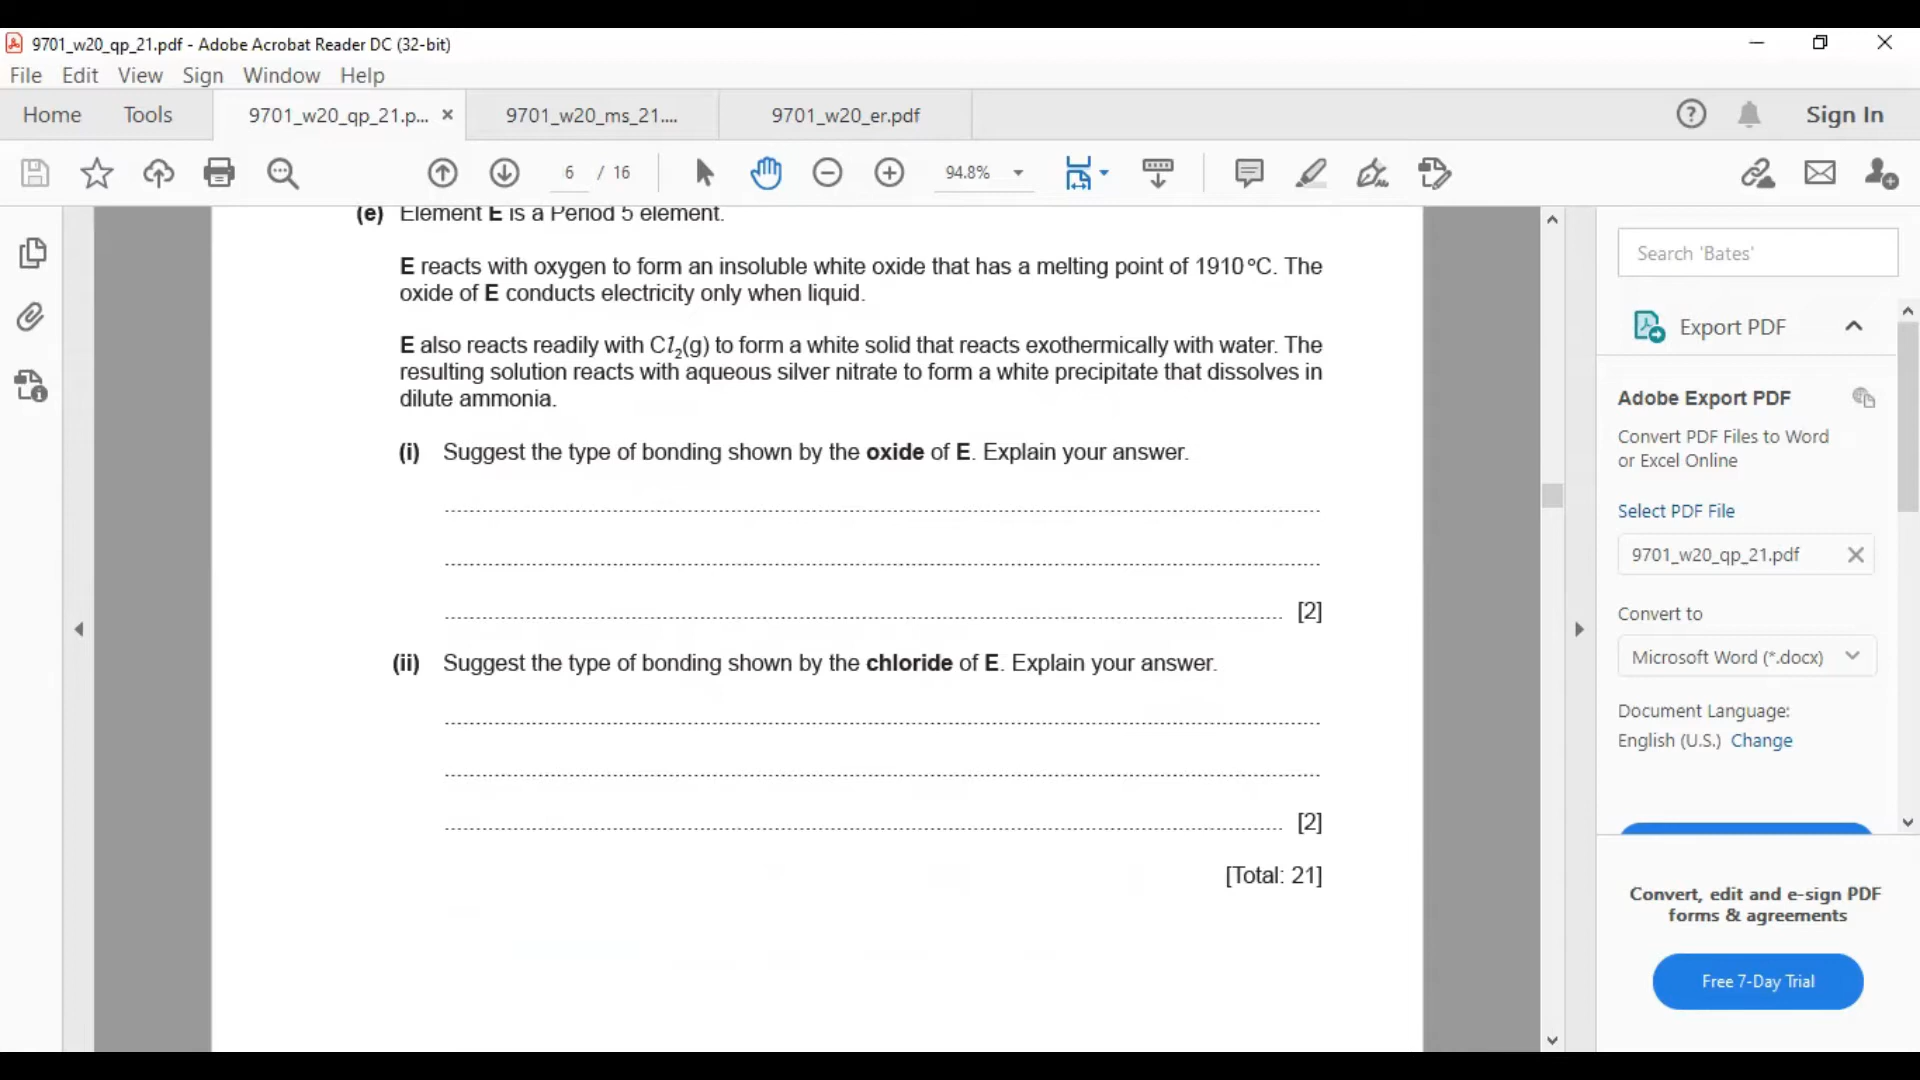 9701_w20_qp_21.pdf - Adobe Acrobat Reader DC (32-bit)
File Edit View Sign Window Help
Home Tools 9701_w20_qp_21.p... × 9701_w20_ms_21.... 9701_w20_er.pdf Sign In
6 / 16 94.8%
(e) Element E is a Period 5 element.
E reacts with oxygen to form an insoluble white oxide that has a melting point of 1910 °C. The
oxide of E conducts electricity only when liquid.
E also reacts readily with Cl₂(g) to form a white solid that reacts exothermically with water. The
resulting solution reacts with aqueous silver nitrate to form a white precipitate that dissolves in
dilute ammonia.
(i) Suggest the type of bonding shown by the oxide of E. Explain your answer.
[2]
(ii) Suggest the type of bonding shown by the chloride of E. Explain your answer.
[2]
[Total: 21]
Search 'Bates'
Export PDF
Adobe Export PDF
Convert PDF Files to Word
or Excel Online
Select PDF File
9701_w20_qp_21.pdf
Convert to
Microsoft Word (*.docx)
Document Language:
English (U.S.) Change
Convert, edit and e-sign PDF
forms & agreements
Free 7-Day Trial